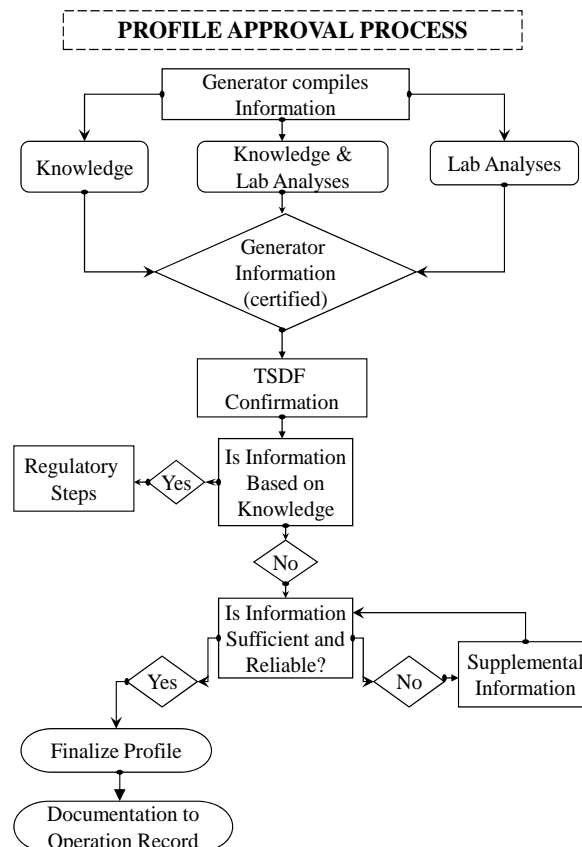 PROFILE APPROVAL PROCESS
Generator compiles
Information
Knowledge
Knowledge &
Lab Analyses
Lab Analyses
Generator
Information
(certified)
TSDF
Confirmation
Is Information
Based on
Knowledge
Yes
Regulatory
Steps
No
Is Information
Sufficient and
Reliable?
Yes
No
Supplemental
Information
Finalize Profile
Documentation to
Operation Record